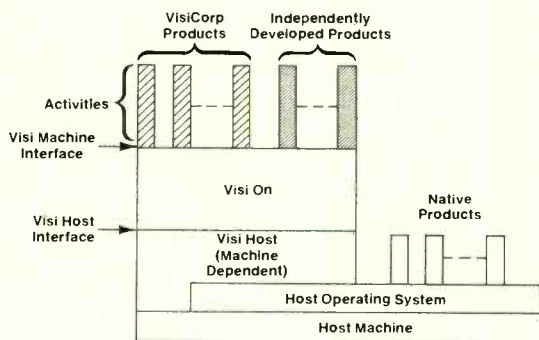 VisiCorp
Products
Independently
Developed Products
Activities
Visi Machine
Interface
Visi On
Visi Host
Interface
Visi Host
(Machine
Dependent)
Native
Products
Host Operating System
Host Machine